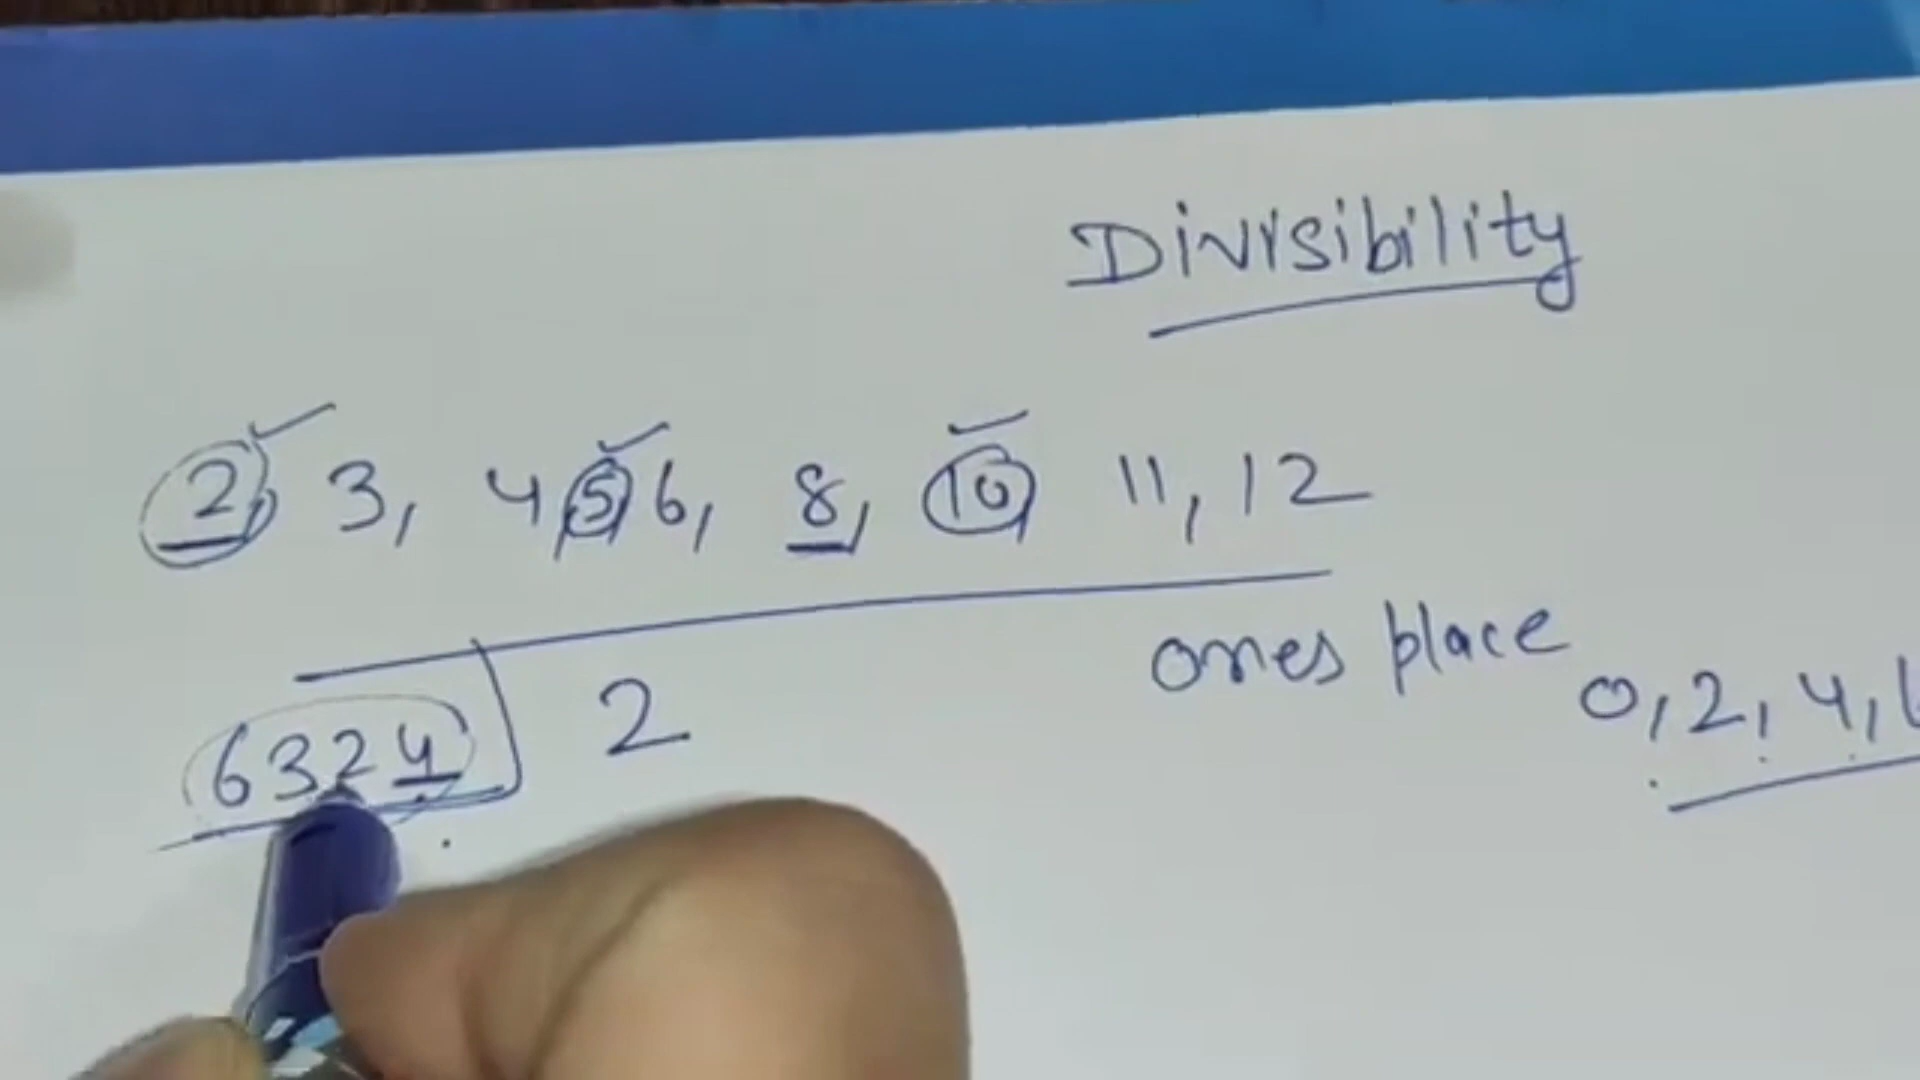 Divisibility
2, 3, 4, 5, 6, 8, 10 11, 12
ones place
0, 2, 4,
6324 2